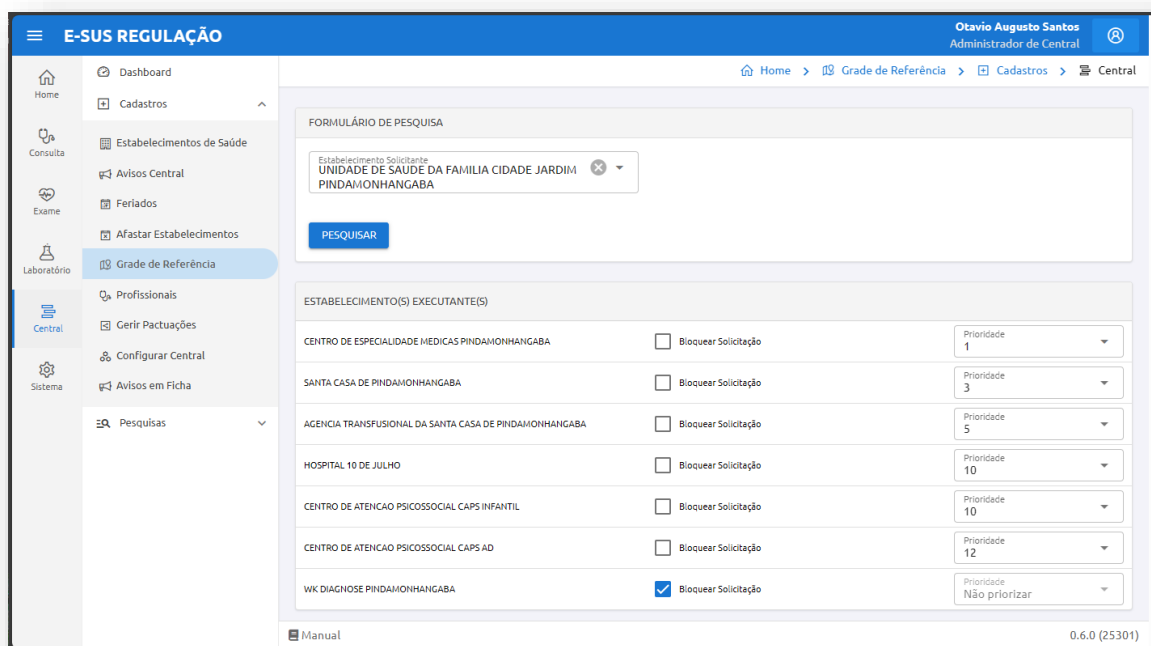 E-SUS REGULAÇÃO
Otavio Augusto Santos
Administrador de Central
Home
Consulta
Exame
Laboratório
Central
Sistema
Dashboard
Cadastros
Estabelecimentos de Saúde
Avisos Central
Feriados
Afastar Estabelecimentos
Grade de Referência
Profissionais
Gerir Pactuações
Configurar Central
Avisos em Ficha
Pesquisas
Home > Grade de Referência > Cadastros > Central
FORMULÁRIO DE PESQUISA
Estabelecimento Solicitante
UNIDADE DE SAUDE DA FAMILIA CIDADE JARDIM
PINDAMONHANGABA
PESQUISAR
ESTABELECIMENTO(S) EXECUTANTE(S)
CENTRO DE ESPECIALIDADE MEDICAS PINDAMONHANGABA Bloquear Solicitação Prioridade 1
SANTA CASA DE PINDAMONHANGABA Bloquear Solicitação Prioridade 3
AGENCIA TRANSFUSIONAL DA SANTA CASA DE PINDAMONHANGABA Bloquear Solicitação Prioridade 5
HOSPITAL 10 DE JULHO Bloquear Solicitação Prioridade 10
CENTRO DE ATENCAO PSICOSSOCIAL CAPS INFANTIL Bloquear Solicitação Prioridade 10
CENTRO DE ATENCAO PSICOSSOCIAL CAPS AD Bloquear Solicitação Prioridade 12
WK DIAGNOSE PINDAMONHANGABA Bloquear Solicitação Prioridade Não priorizar
Manual
0.6.0 (25301)